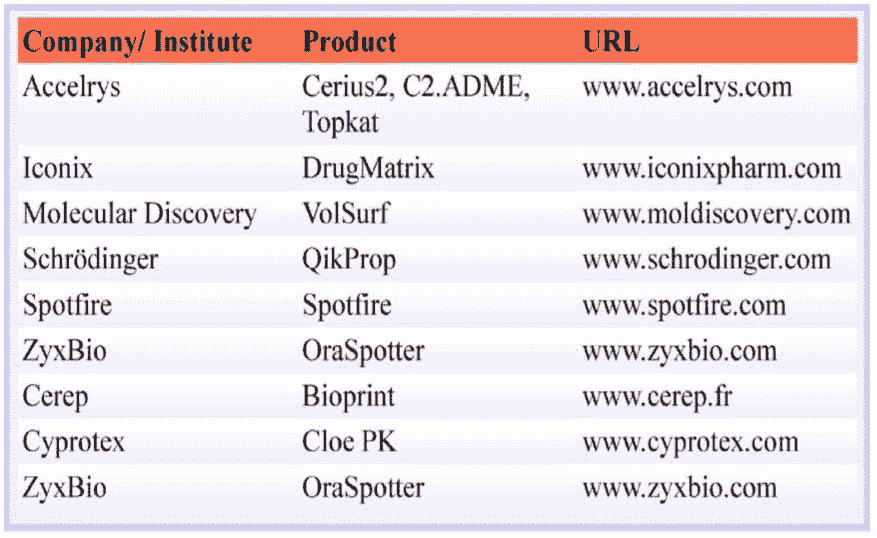 Company/ Institute Product URL
Accelrys Cerius2, C2.ADME, www.accelrys.com
Topkat
Iconix DrugMatrix www.iconixpharm.com
Molecular Discovery VolSurf www.moldiscovery.com
Schrödinger QikProp www.schrodinger.com
Spotfire Spotfire www.spotfire.com
ZyxBio OraSpotter www.zyxbio.com
Cerep Bioprint www.cerep.fr
Cyprotex Cloe PK www.cyprotex.com
ZyxBio OraSpotter www.zyxbio.com